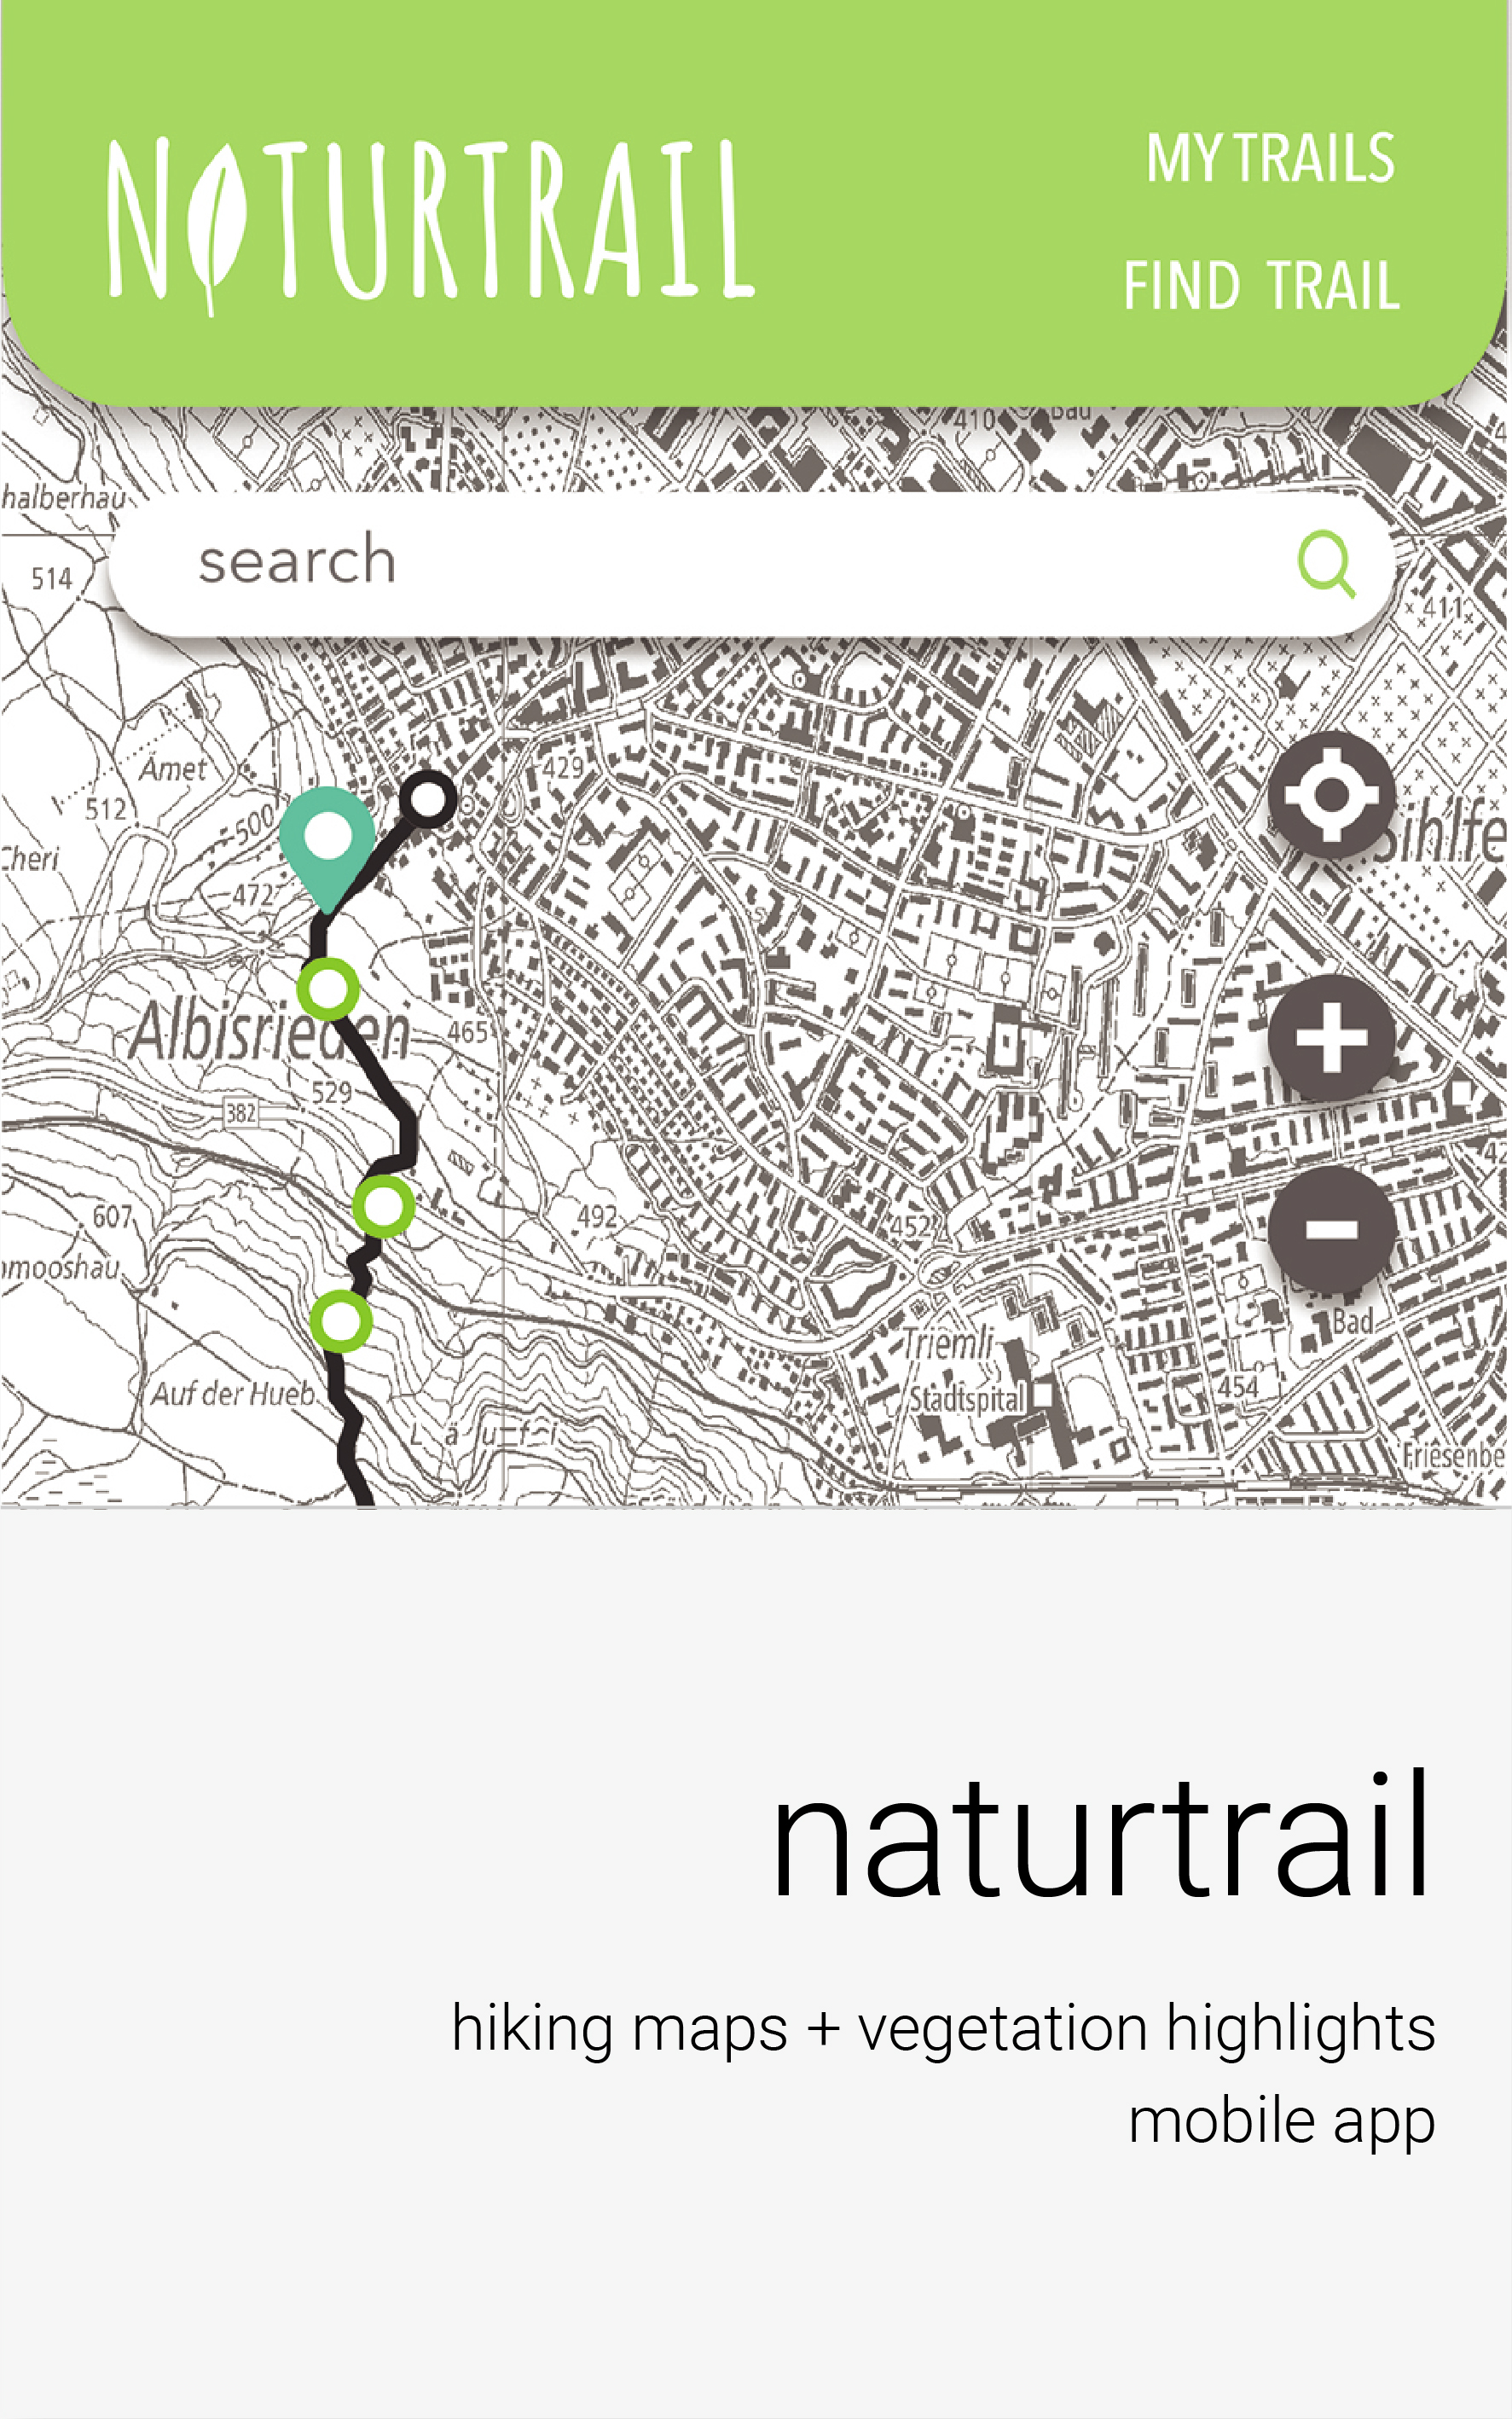 NATURTRAIL
MY TRAILS
FIND TRAIL
410
halberhau
search
514
411
Amet
429
512
500
Sihlfe
Cheri
472
Albisrieden
465
529
382
607
492
452
mooshau
Bad
Triemli
Auf der Hueb
Stadtspital
454
Läufi
Friesenbe
naturtrail
hiking maps + vegetation highlights
mobile app